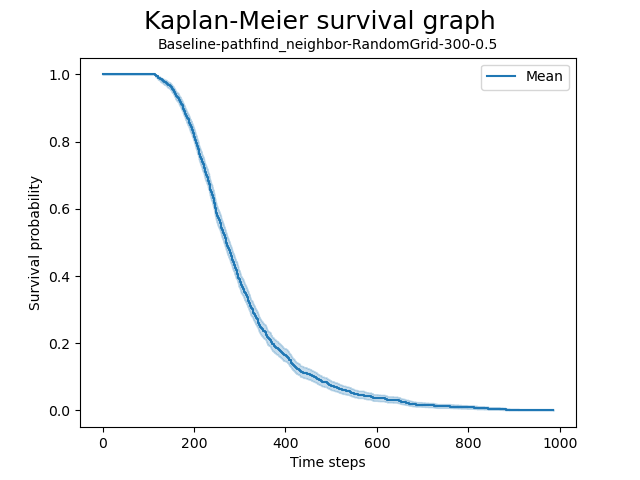 Kaplan-Meier survival graph
Baseline-pathfind_neighbor-RandomGrid-300-0.5
Mean
Survival probability
1.0
0.8
0.6
0.4
0.2
0.0
0 200 400 600 800 1000
Time steps